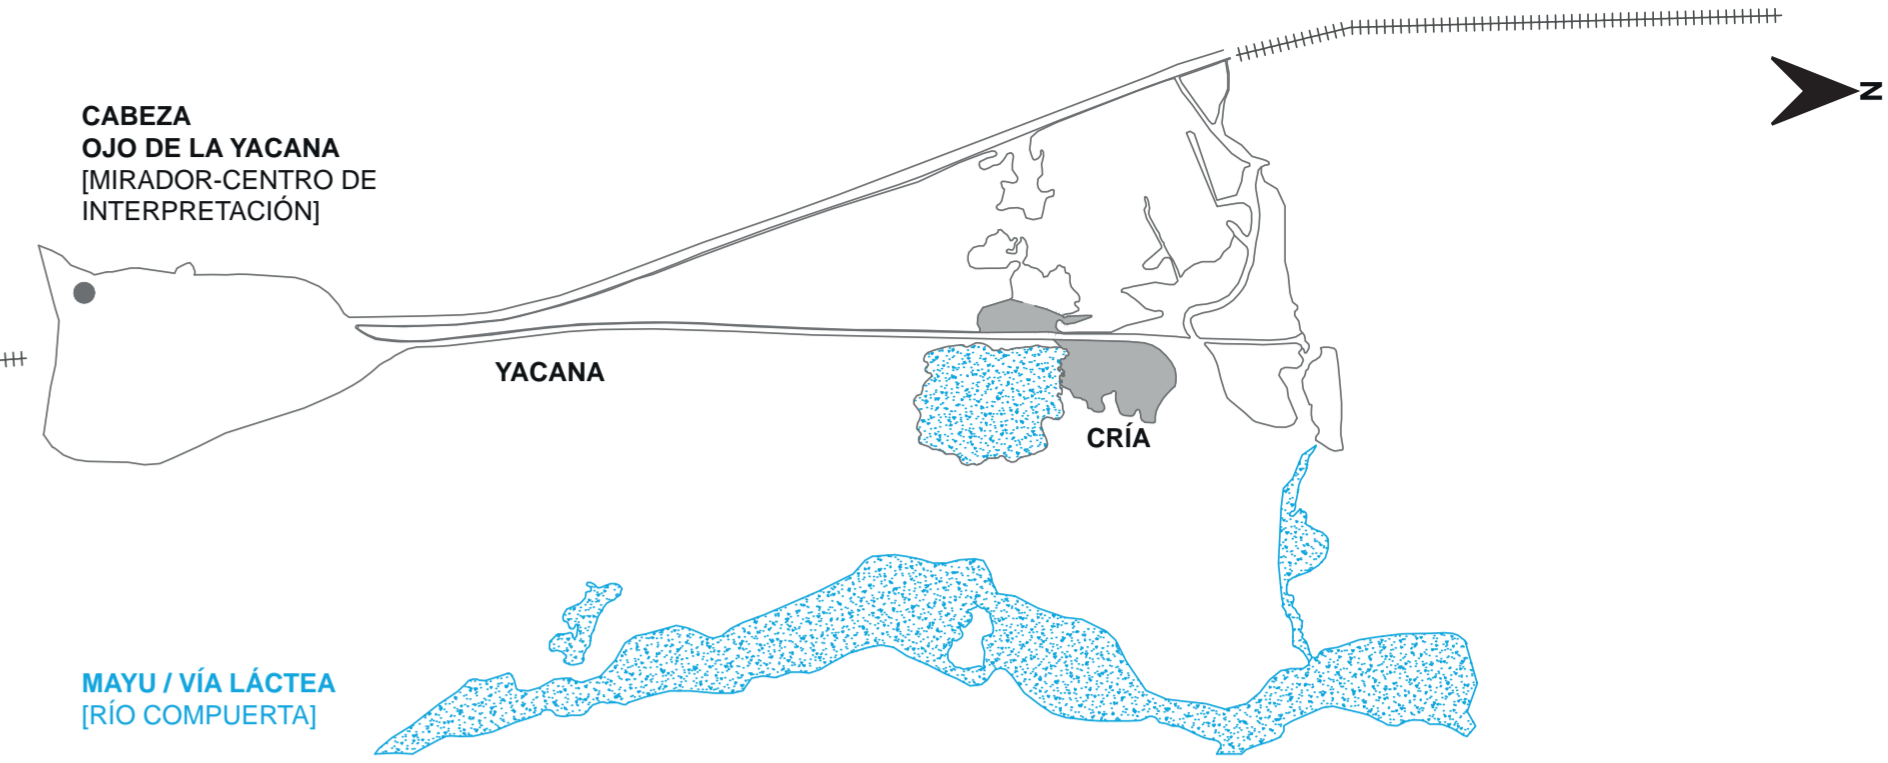 CABEZA
OJO DE LA YACANA
[MIRADOR-CENTRO DE
INTERPRETACIÓN]
N
YACANA
CRÍA
MAYU / VÍA LÁCTEA
[RÍO COMPUERTA]